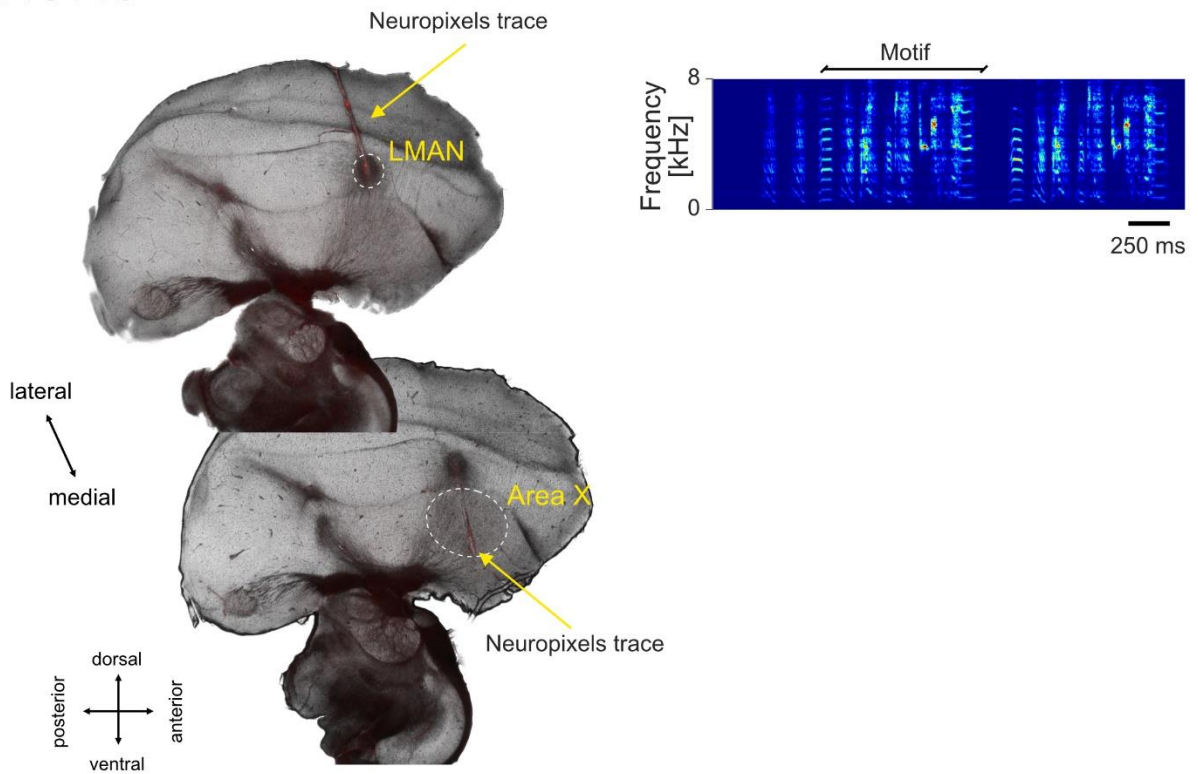 Neuropixels trace
LMAN
Motif
8
Frequency
[kHz]
0
250 ms
lateral
medial
Area X
Neuropixels trace
dorsal
posterior
anterior
ventral